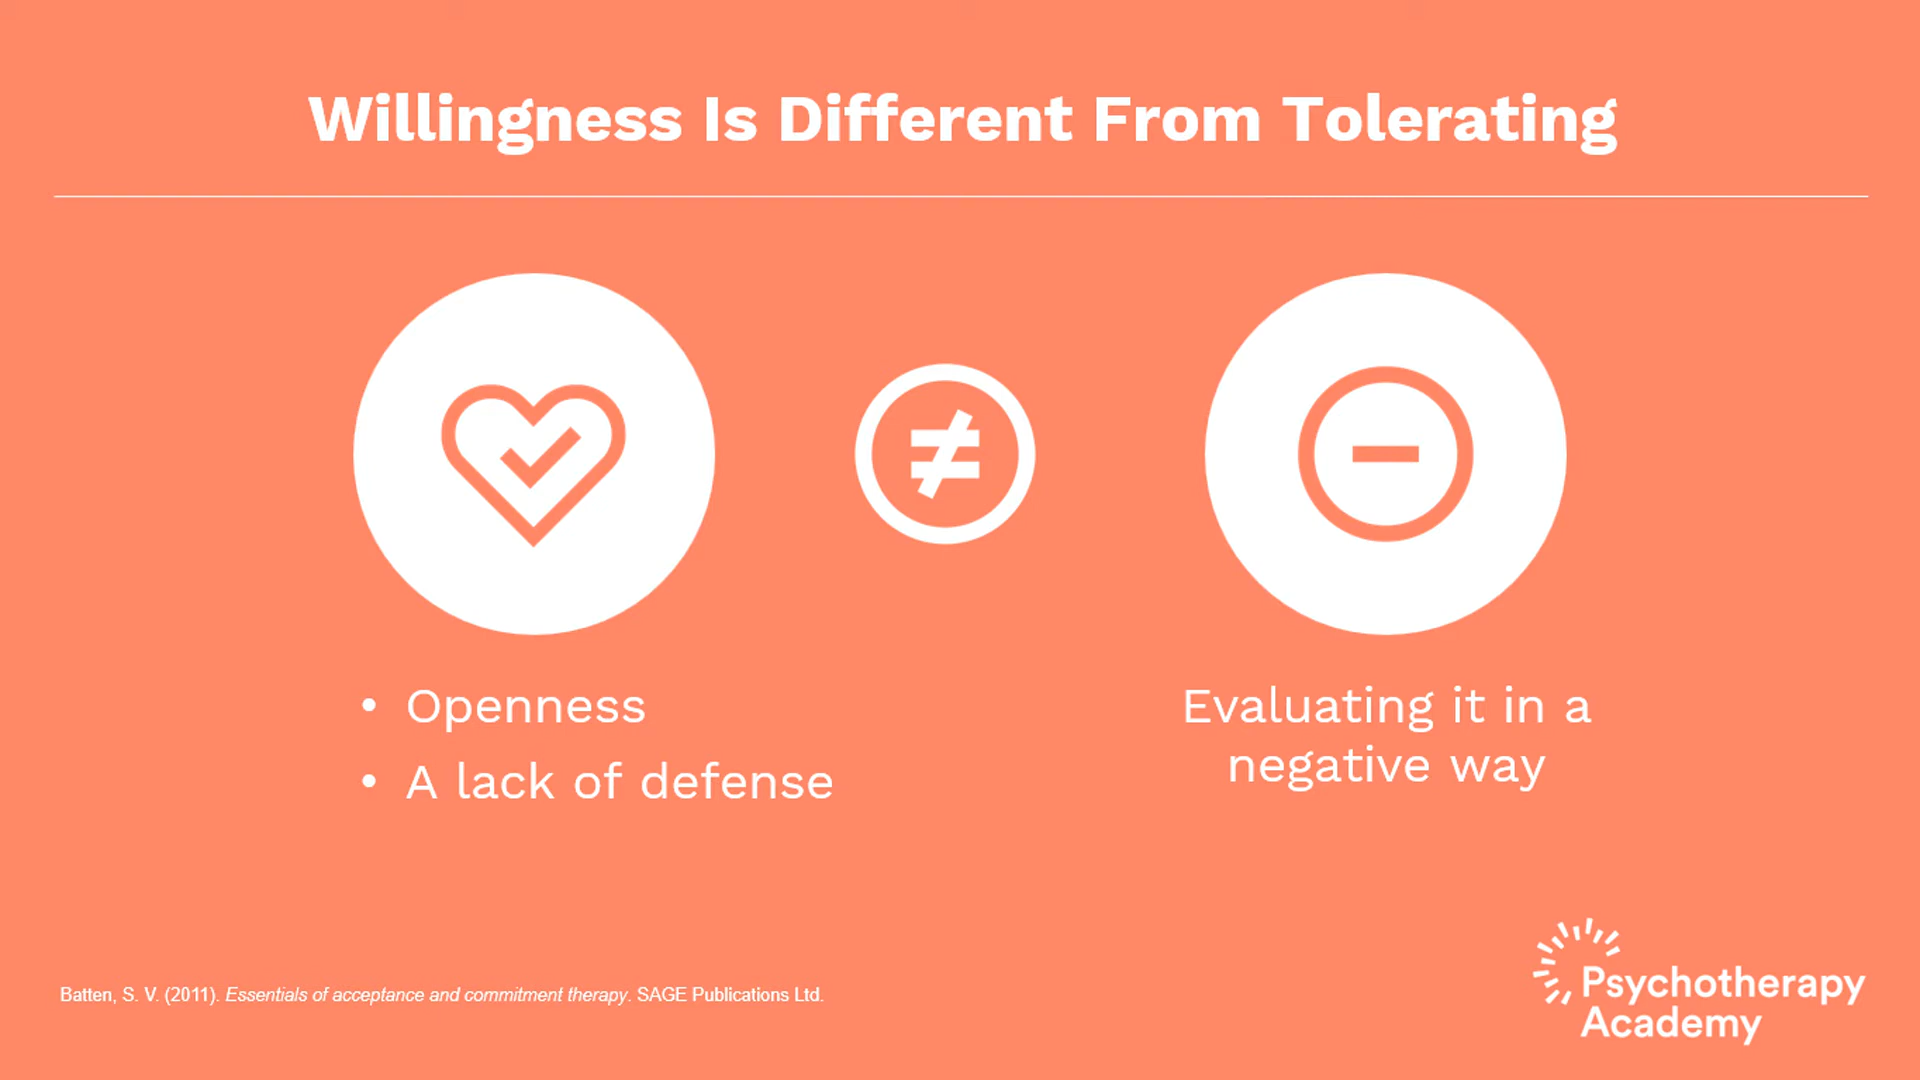 Willingness Is Different From Tolerating
≠
• Openness
• A lack of defense
Evaluating it in a
negative way
Batten, S. V. (2011). Essentials of acceptance and commitment therapy. SAGE Publications Ltd.
Psychotherapy
Academy